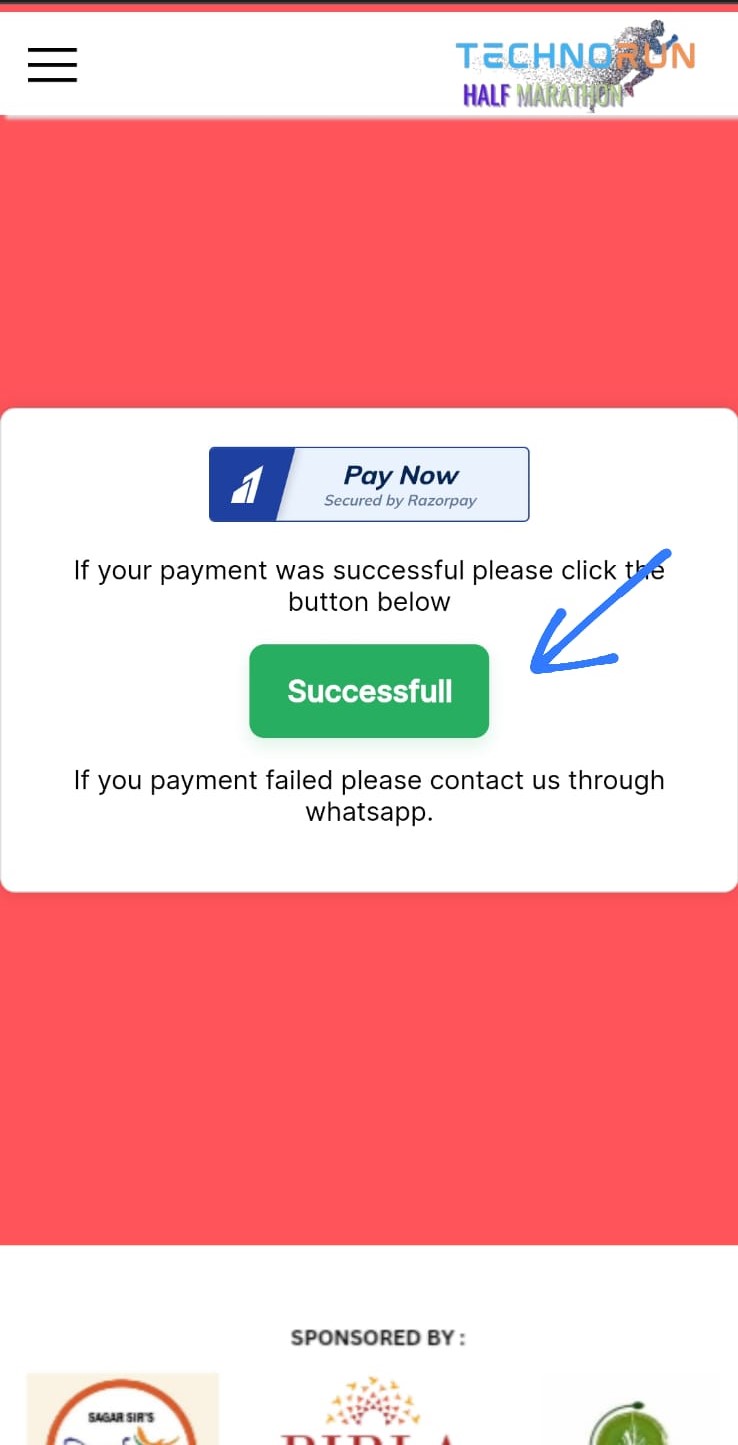 TECHNORUN
HALF MARATHON
Pay Now
Secured by Razorpay
If your payment was successful please click the
button below
Successfull
If you payment failed please contact us through
whatsapp.
SPONSORED BY :
SAGAR SIR'S
BIRLA